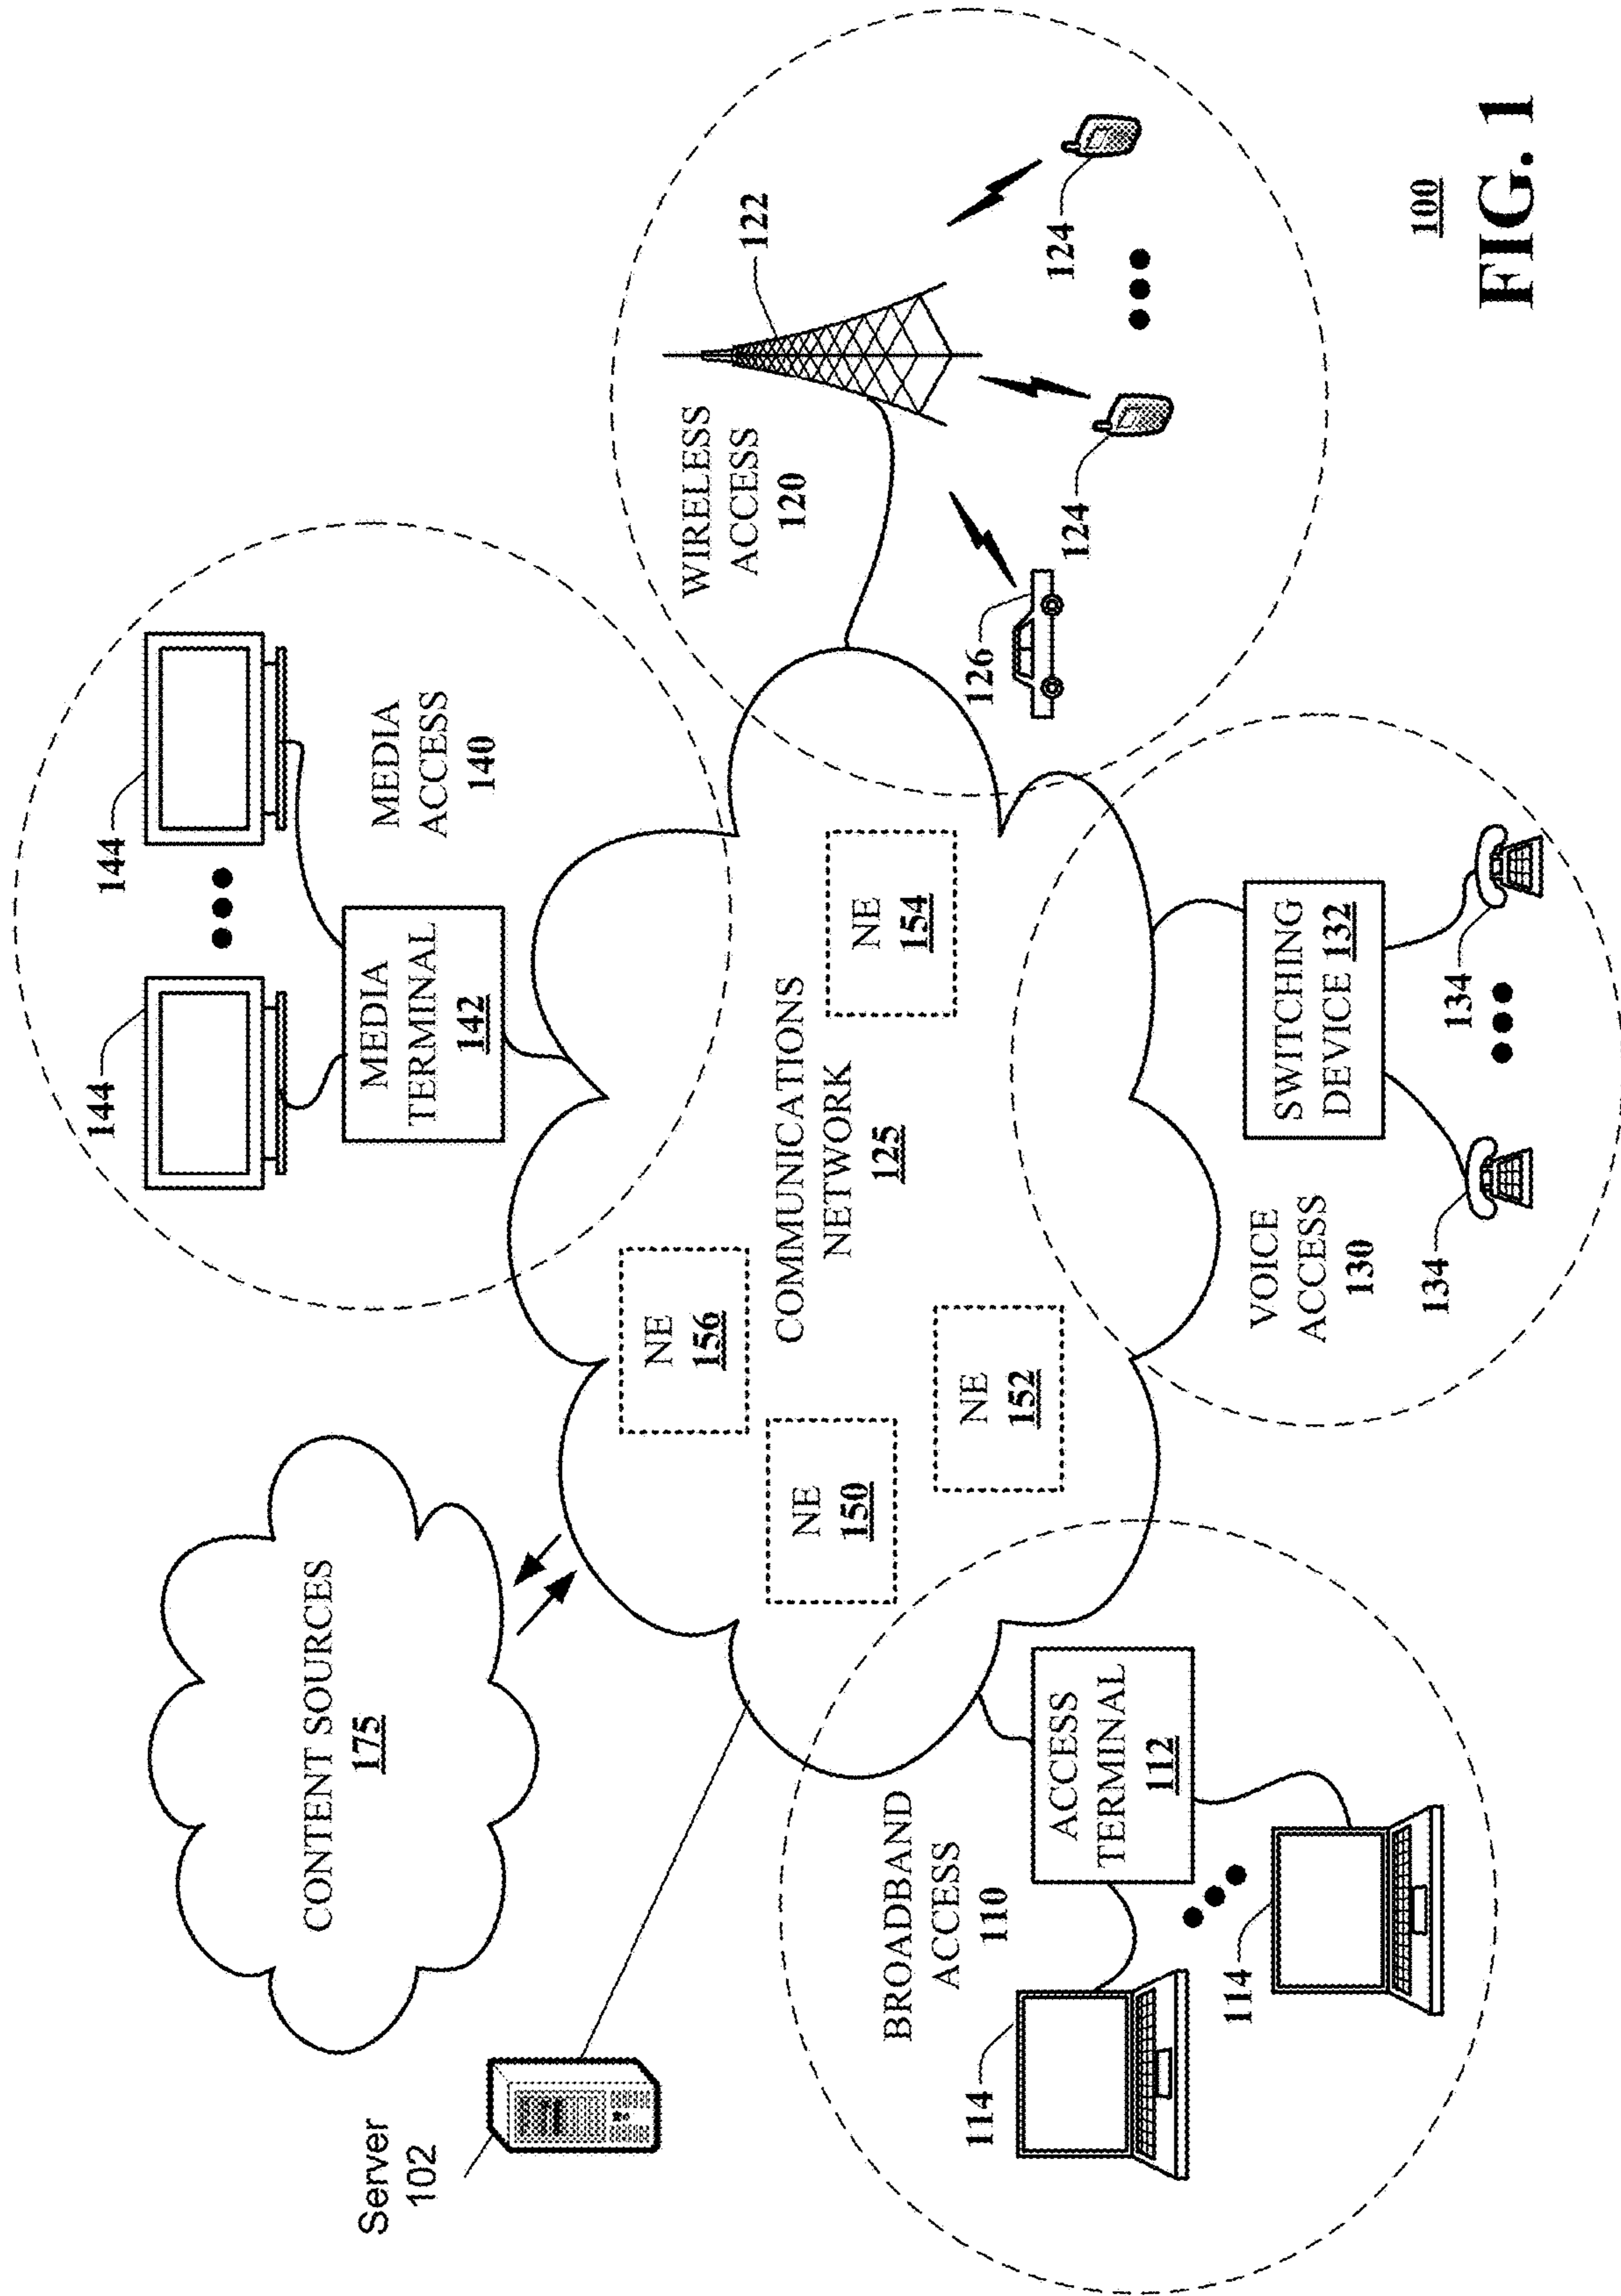 CONTENT SOURCES
175
Server
102
144
144
MEDIA
TERMINAL
142
MEDIA
ACCESS
140
NE
156
NE
150
NE
152
NE
154
COMMUNICATIONS
NETWORK
125
WIRELESS
ACCESS
120
122
126
124
124
BROADBAND
ACCESS
110
ACCESS
TERMINAL
112
114
114
VOICE
ACCESS
130
SWITCHING
DEVICE 132
134
134
100
FIG. 1